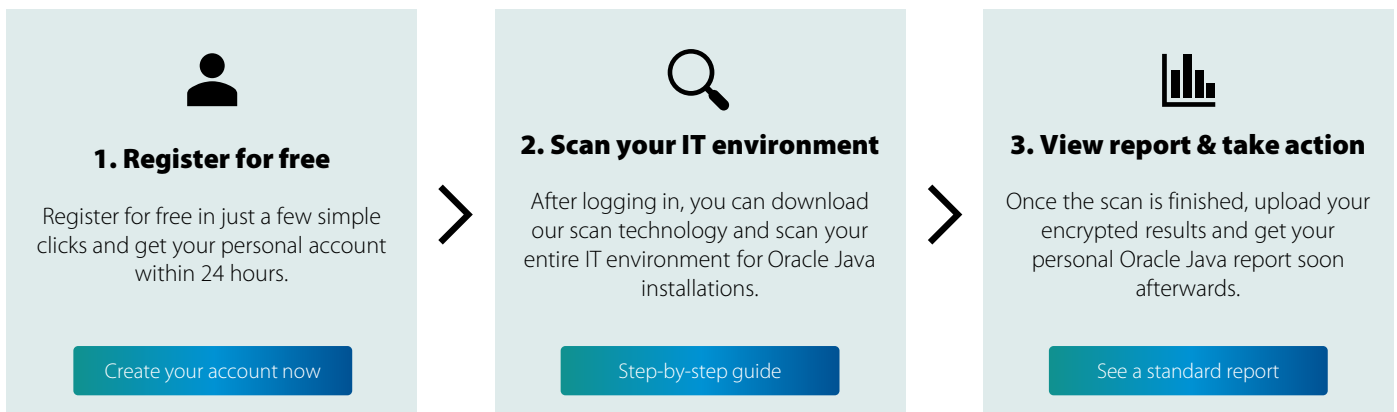 1. Register for free
Register for free in just a few simple
clicks and get your personal account
within 24 hours.
Create your account now
2. Scan your IT environment
After logging in, you can download
our scan technology and scan your
entire IT environment for Oracle Java
installations.
Step-by-step guide
3. View report & take action
Once the scan is finished, upload your
encrypted results and get your
personal Oracle Java report soon
afterwards.
See a standard report